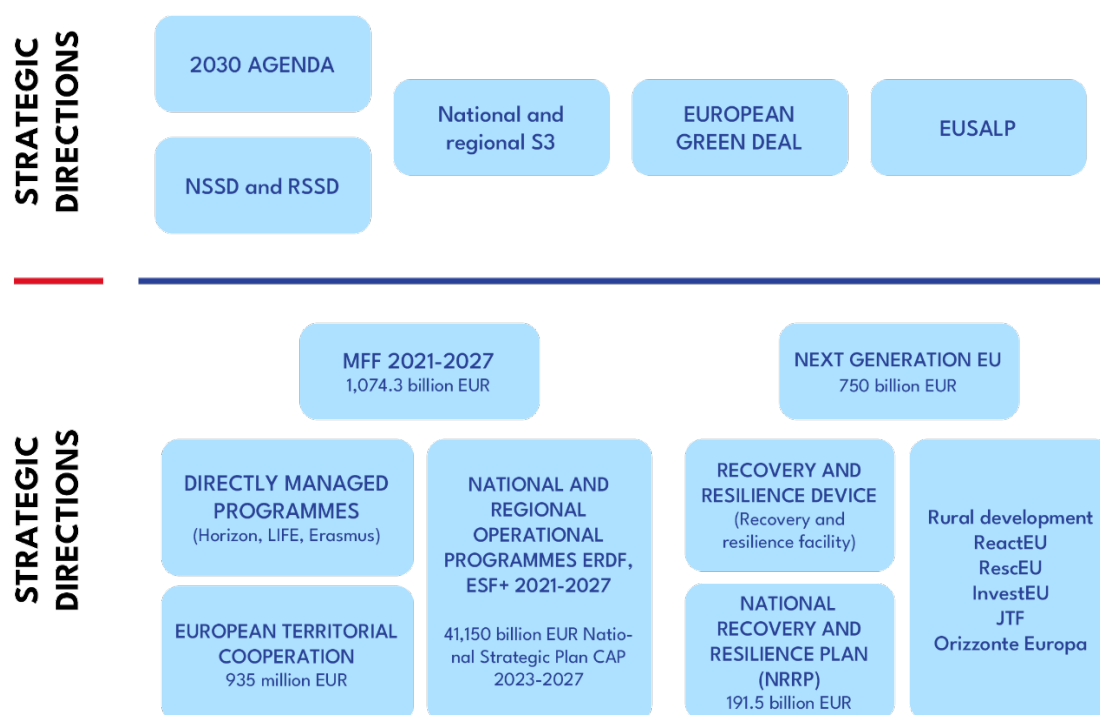 STRATEGIC
DIRECTIONS
2030 AGENDA
NSSD and RSSD
National and
regional S3
EUROPEAN
GREEN DEAL
EUSALP
STRATEGIC
DIRECTIONS
MFF 2021-2027
1,074.3 billion EUR
DIRECTLY MANAGED
PROGRAMMES
(Horizon, LIFE, Erasmus)
EUROPEAN TERRITORIAL
COOPERATION
935 million EUR
NATIONAL AND
REGIONAL
OPERATIONAL
PROGRAMMES ERDF,
ESF+ 2021-2027
41,150 billion EUR Natio-
nal Strategic Plan CAP
2023-2027
NEXT GENERATION EU
750 billion EUR
RECOVERY AND
RESILIENCE DEVICE
(Recovery and
resilience facility)
NATIONAL
RECOVERY AND
RESILIENCE PLAN
(NRRP)
191.5 billion EUR
Rural development
ReactEU
RescEU
InvestEU
JTF
Orizzonte Europa